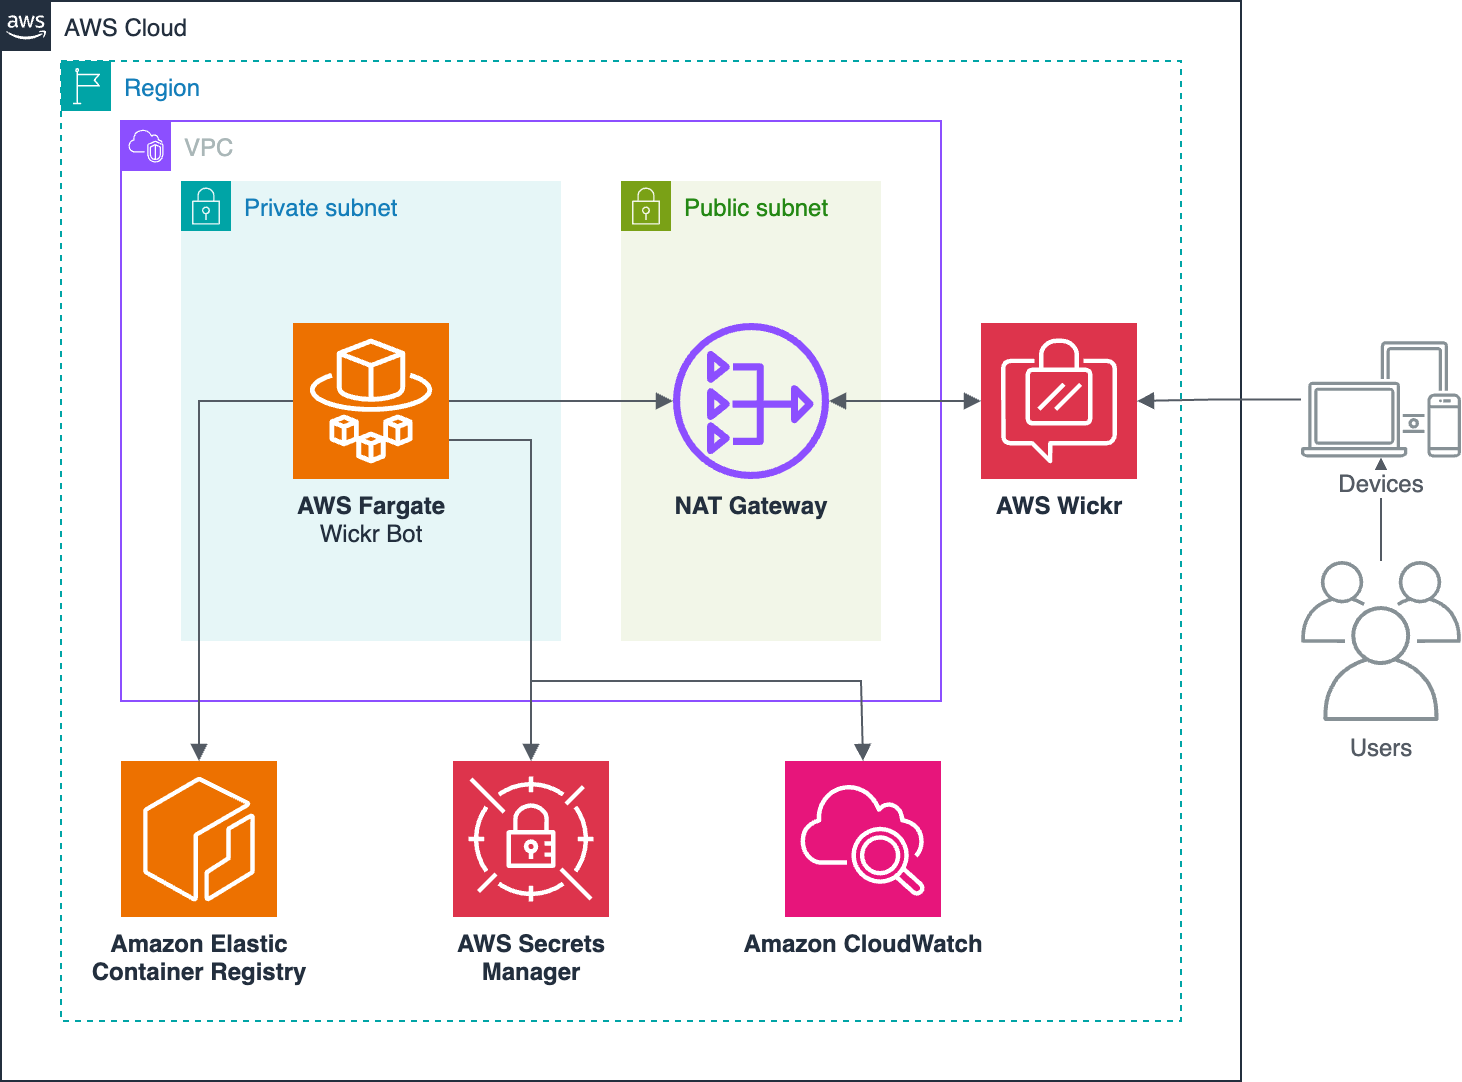 aws
AWS Cloud
Region
VPC
Private subnet
Public subnet
AWS Fargate
Wickr Bot
NAT Gateway
AWS Wickr
Devices
Users
Amazon Elastic
Container Registry
AWS Secrets
Manager
Amazon CloudWatch